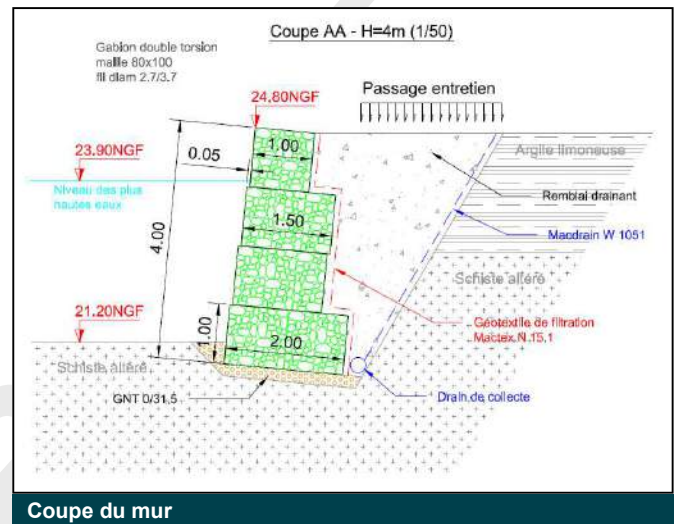 Coupe AA - H=4m (1/50)
Gabion double torsion
maille 80x100
fil diam 2.7/3.7
24.80NGF
Passage entretien
23.90NGF
0.05
1.00
Argile limoneuse
Niveau des plus
hautes eaux
Remblai drainant
1.50
Macdrain W 1051
4.00
Schiste altéré
21.20NGF
1.00
2.00
Géotextile de filtration
Mactex.N.15.1
Schiste altéré
GNT 0/31.5
Drain de collecte
Coupe du mur